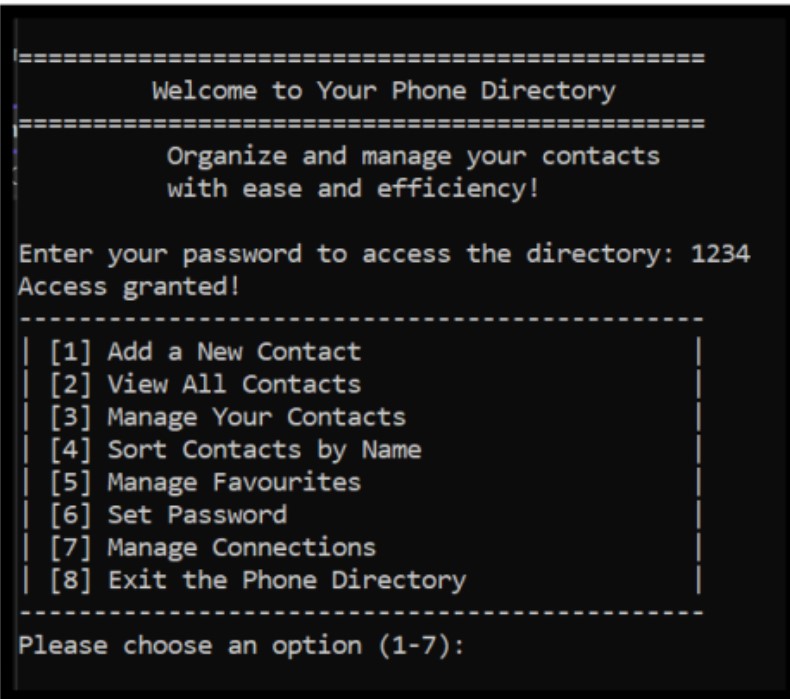 ==============================================
Welcome to Your Phone Directory
==============================================
Organize and manage your contacts
with ease and efficiency!
Enter your password to access the directory: 1234
Access granted!
----------------------------------------------
| [1] Add a New Contact |
| [2] View All Contacts |
| [3] Manage Your Contacts |
| [4] Sort Contacts by Name |
| [5] Manage Favourites |
| [6] Set Password |
| [7] Manage Connections |
| [8] Exit the Phone Directory |
----------------------------------------------
Please choose an option (1-7):